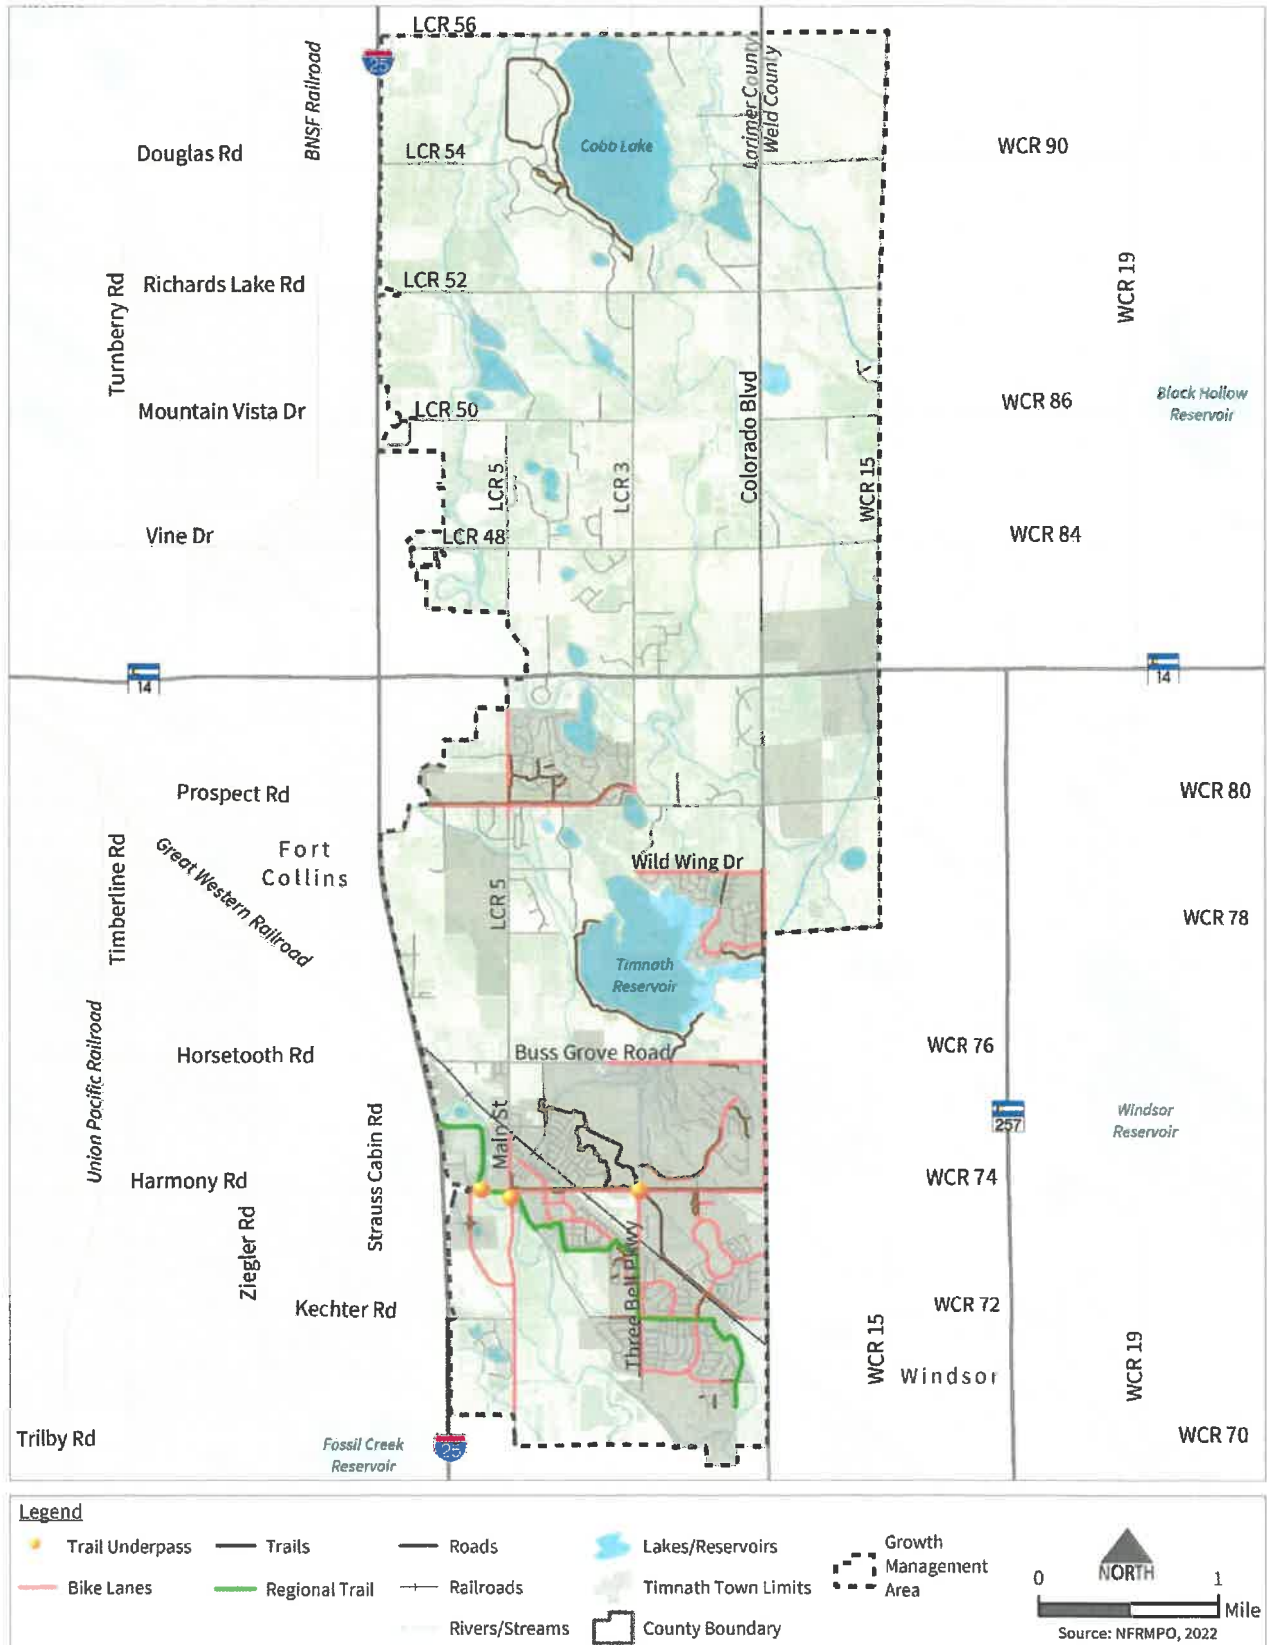 LCR 56
25
BNSF Railroad
Larimer County
Weld County
Douglas Rd
LCR 54
Cobb Lake
WCR 90
Turnberry Rd
Richards Lake Rd
LCR 52
WCR 19
Mountain Vista Dr
LCR 50
Colorado Blvd
WCR 86
Black Hollow
Reservoir
LCR 5
LCR 3
WCR 15
Vine Dr
LCR 48
WCR 84
14
14
Prospect Rd
WCR 80
Timberline Rd
Great Western Railroad
Fort
Collins
Wild Wing Dr
LCR 5
WCR 78
Timnath
Reservoir
Union Pacific Railroad
Horsetooth Rd
Buss Grove Road
WCR 76
Strauss Cabin Rd
Main St
257
Windsor
Reservoir
Harmony Rd
WCR 74
Ziegler Rd
Three Bell Pkwy
Kechter Rd
WCR 72
WCR 15
Windsor
WCR 19
Trilby Rd
Fossil Creek
Reservoir
25
WCR 70
Legend
Trail Underpass
Trails
Roads
Lakes/Reservoirs
Growth
Management
Area
Bike Lanes
Regional Trail
Railroads
Timnath Town Limits
Rivers/Streams
County Boundary
NORTH
0 1
Mile
Source: NFRMPO, 2022